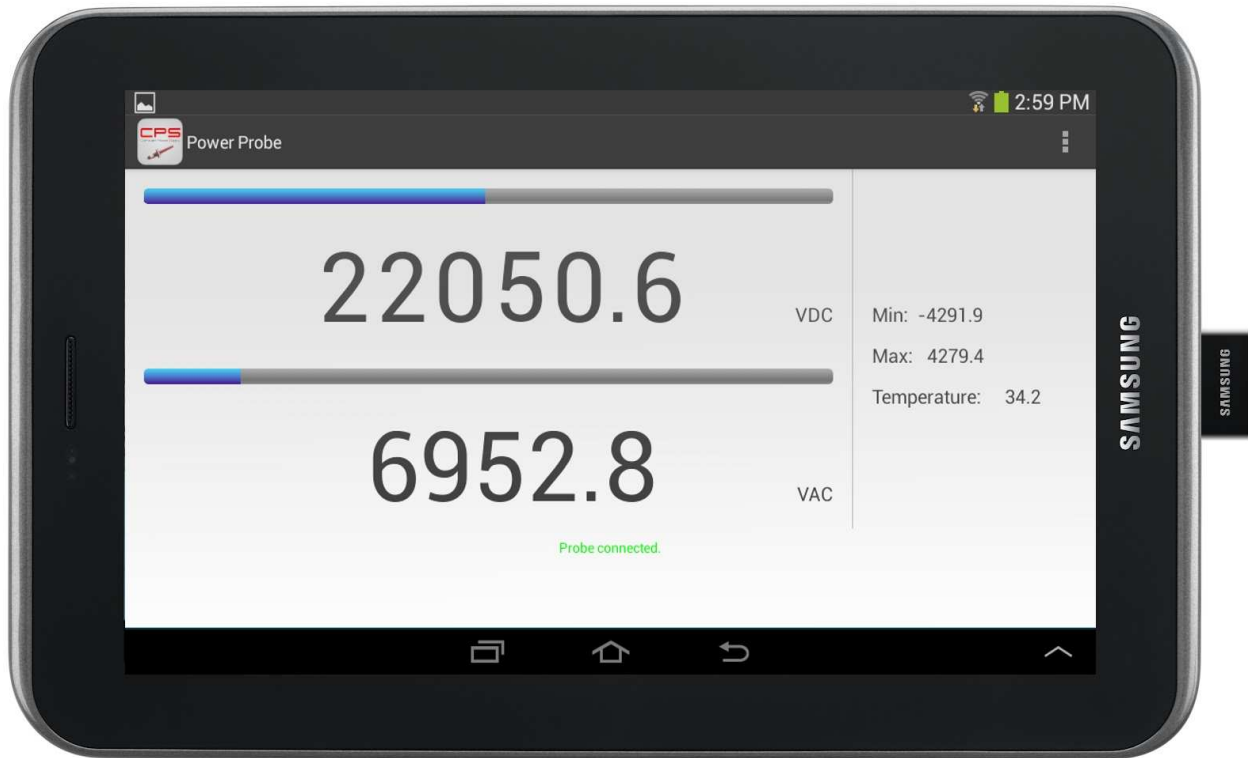 2:59 PM
CPS
Power Probe
22050.6 VDC
Min: -4291.9
Max: 4279.4
Temperature: 34.2
6952.8 VAC
Probe connected.
SAMSUNG
SAMSUNG